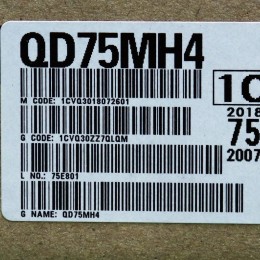 QD75MH4
1C
M CODE: 1CVQ3018072601
2018
G CODE: 1CVQ30ZZ7QLQM
75
2007
L NO.: 75E801
G NAME: QD75MH4